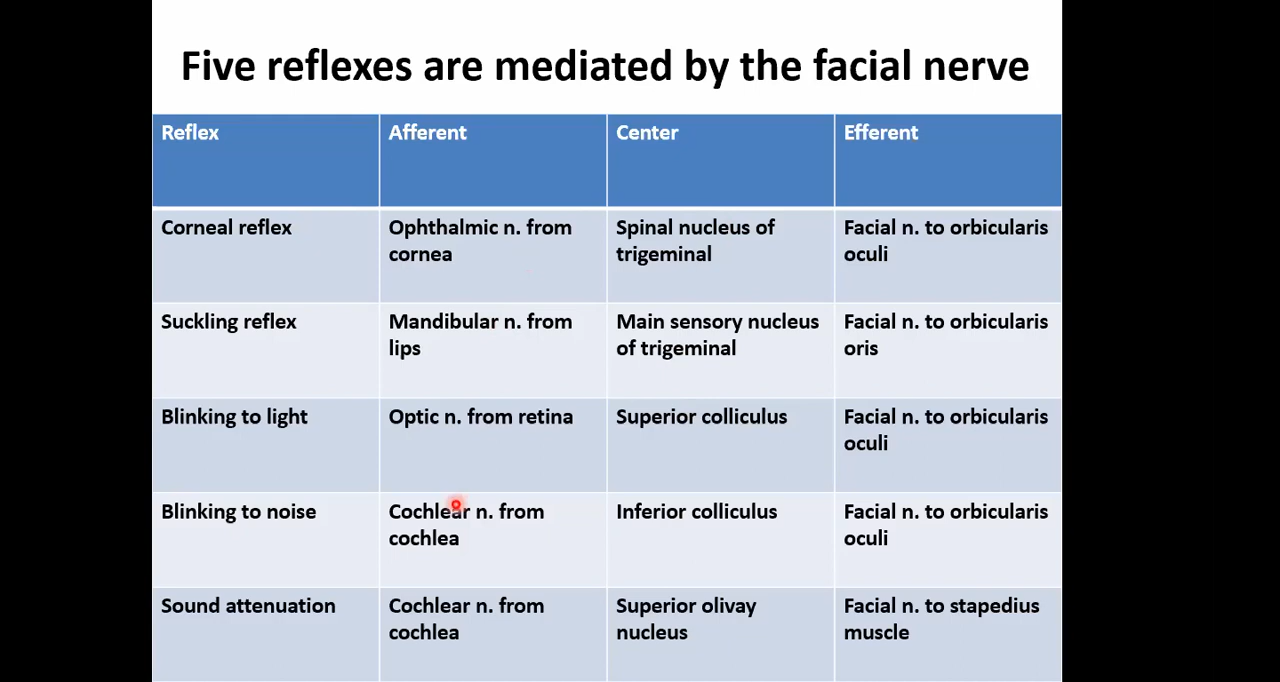 Five reflexes are mediated by the facial nerve
Reflex
Afferent
Center
Efferent
Corneal reflex
Ophthalmic n. from
cornea
Spinal nucleus of
trigeminal
Facial n. to orbicularis
oculi
Suckling reflex
Mandibular n. from
lips
Main sensory nucleus
of trigeminal
Facial n. to orbicularis
oris
Blinking to light
Optic n. from retina
Superior colliculus
Facial n. to orbicularis
oculi
Blinking to noise
Cochlear n. from
cochlea
Inferior colliculus
Facial n. to orbicularis
oculi
Sound attenuation
Cochlear n. from
cochlea
Superior olivay
nucleus
Facial n. to stapedius
muscle